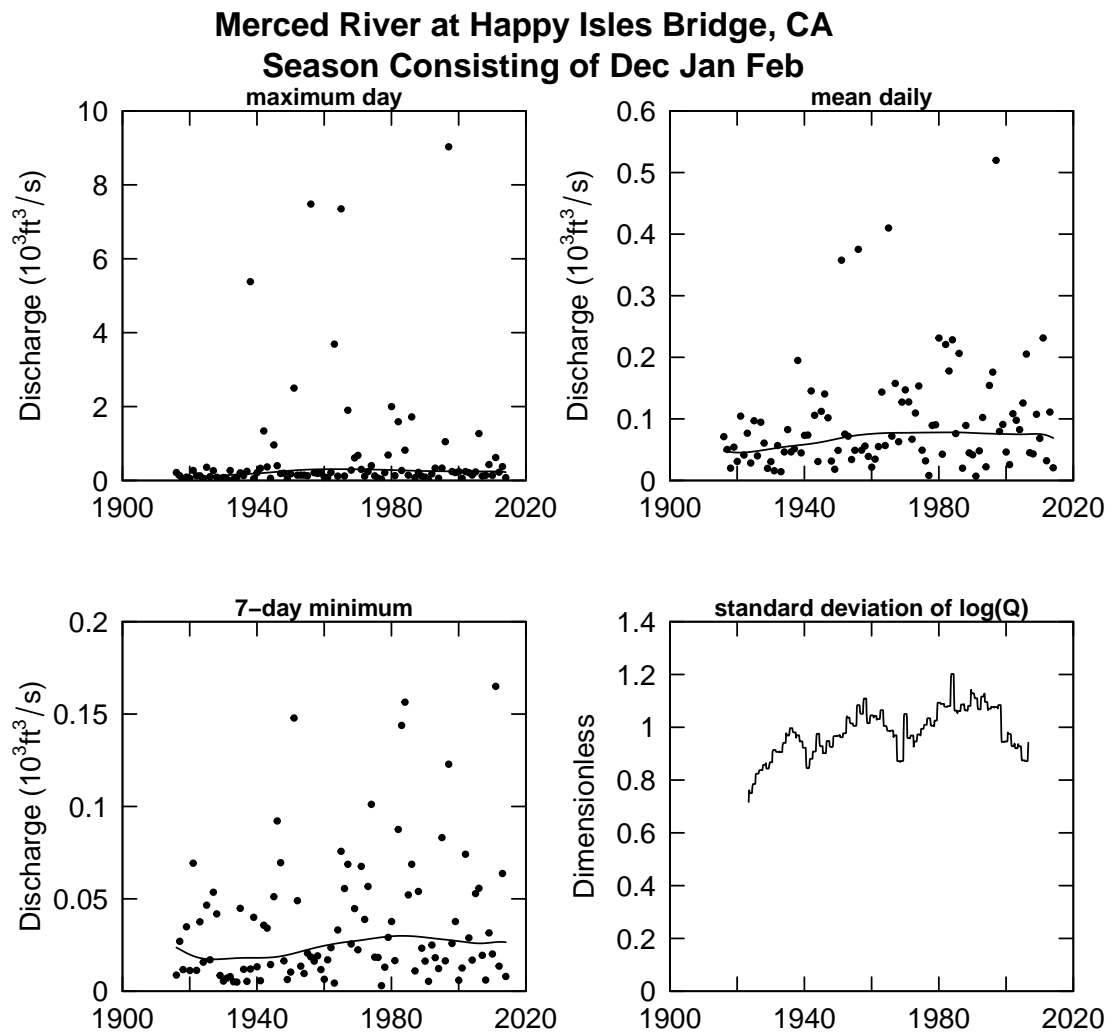 Merced River at Happy Isles Bridge, CA
Season Consisting of Dec Jan Feb
maximum day
Discharge (10³ft³/s)
10
8
6
4
2
0
1900 1940 1980 2020
mean daily
Discharge (10³ft³/s)
0.6
0.5
0.4
0.3
0.2
0.1
0
1900 1940 1980 2020
7−day minimum
Discharge (10³ft³/s)
0.2
0.15
0.1
0.05
0
1900 1940 1980 2020
standard deviation of log(Q)
Dimensionless
1.4
1.2
1
0.8
0.6
0.4
0.2
0
1900 1940 1980 2020